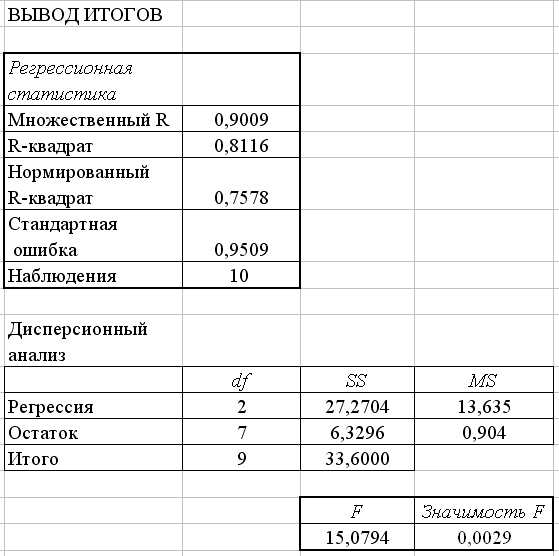 ВЫВОД ИТОГОВ
Регрессионная
статистика
Множественный R 0,9009
R-квадрат 0,8116
Нормированный
R-квадрат 0,7578
Стандартная
ошибка 0,9509
Наблюдения 10
Дисперсионный
анализ
df SS MS
Регрессия 2 27,2704 13,635
Остаток 7 6,3296 0,904
Итого 9 33,6000
F Значимость F
15,0794 0,0029